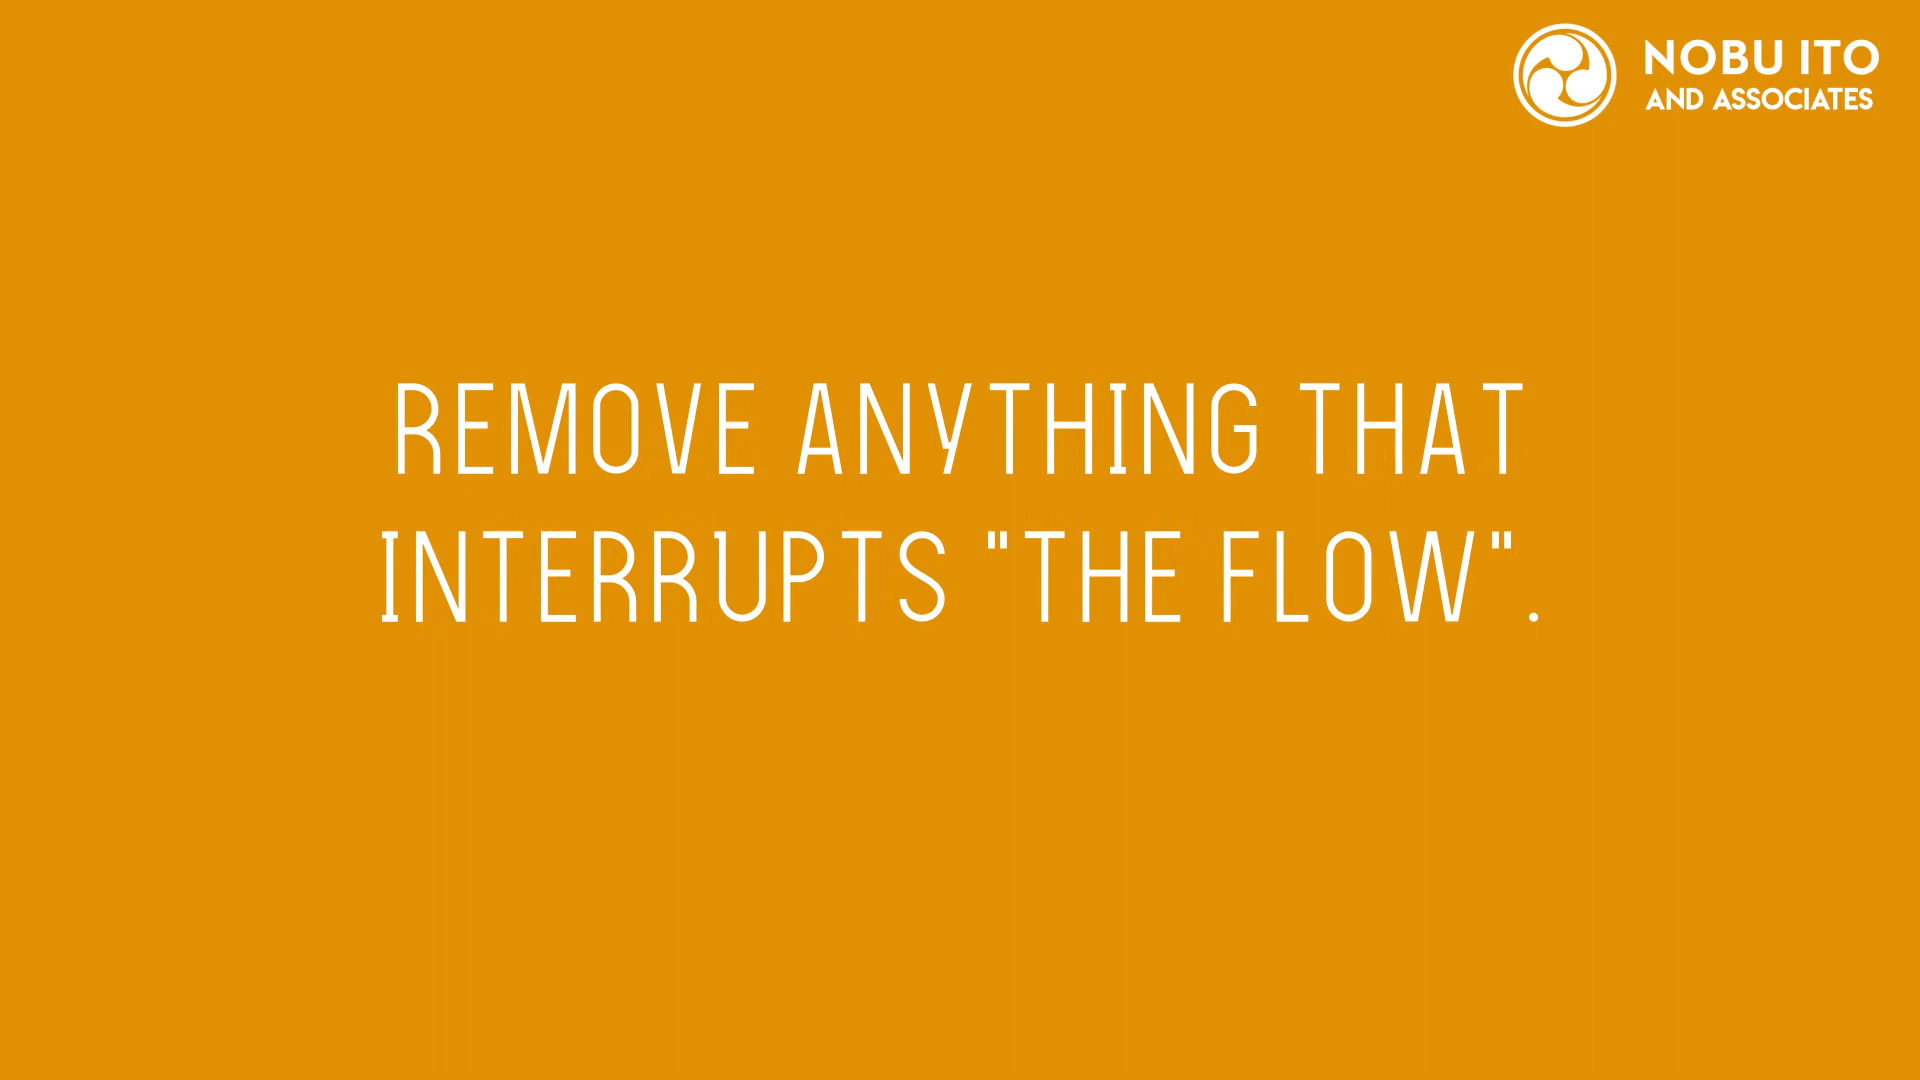 NOBU ITO
AND ASSOCIATES
REMOVE ANYTHING THAT
INTERRUPTS "THE FLOW".